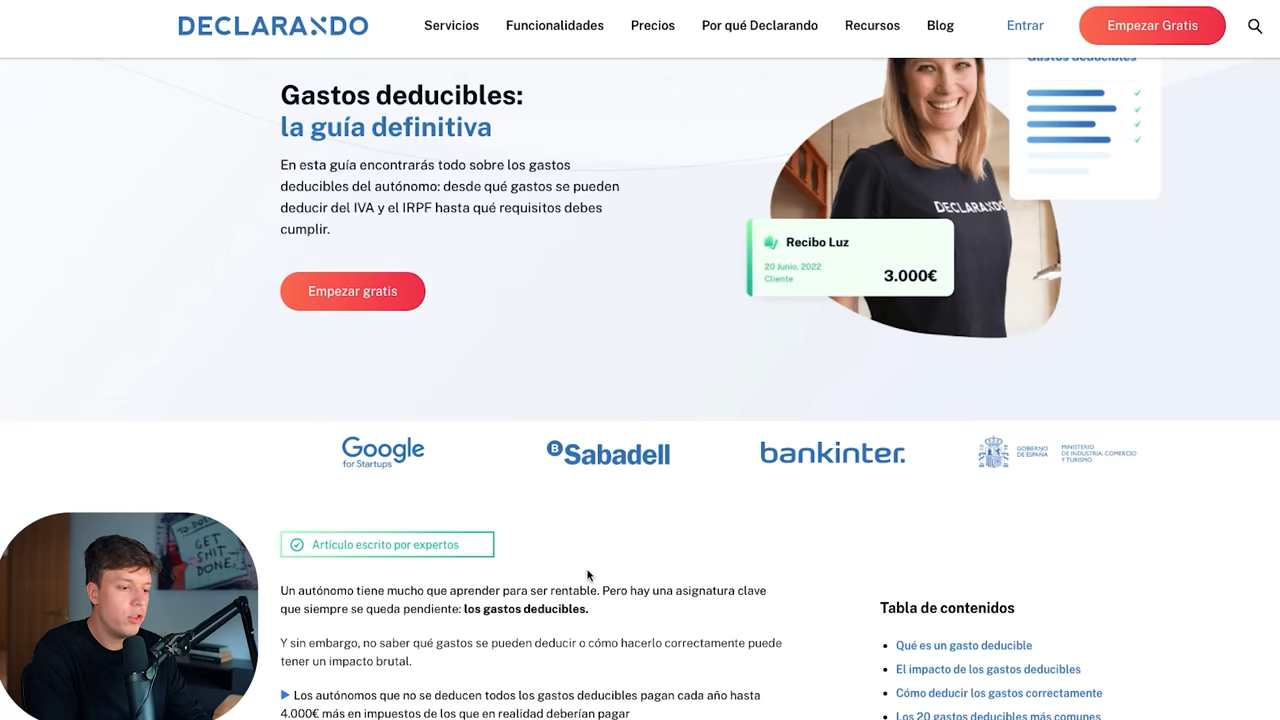 DECLARANDO
Servicios
Funcionalidades
Precios
Por qué Declarando
Recursos
Blog
Entrar
Empezar Gratis
Gastos deducibles:
la guía definitiva
En esta guía encontrarás todo sobre los gastos
deducibles del autónomo: desde qué gastos se pueden
deducir del IVA y el IRPF hasta qué requisitos debes
cumplir.
Empezar gratis
Gastos deducibles
DECLARANDO
Recibo Luz
20 Junio, 2022
Cliente
3.000€
Google
for Startups
B Sabadell
bankinter.
GOBIERNO
DE ESPAÑA
MINISTERIO
DE INDUSTRIA, COMERCIO
Y TURISMO
Artículo escrito por expertos
Un autónomo tiene mucho que aprender para ser rentable. Pero hay una asignatura clave
que siempre se queda pendiente: los gastos deducibles.
Y sin embargo, no saber qué gastos se pueden deducir o cómo hacerlo correctamente puede
tener un impacto brutal.
Los autónomos que no se deducen todos los gastos deducibles pagan cada año hasta
4.000€ más en impuestos de los que en realidad deberían pagar
Tabla de contenidos
Qué es un gasto deducible
El impacto de los gastos deducibles
Cómo deducir los gastos correctamente
Los 20 gastos deducibles más comunes
TO-DO:
GET
SHIT
DONE.